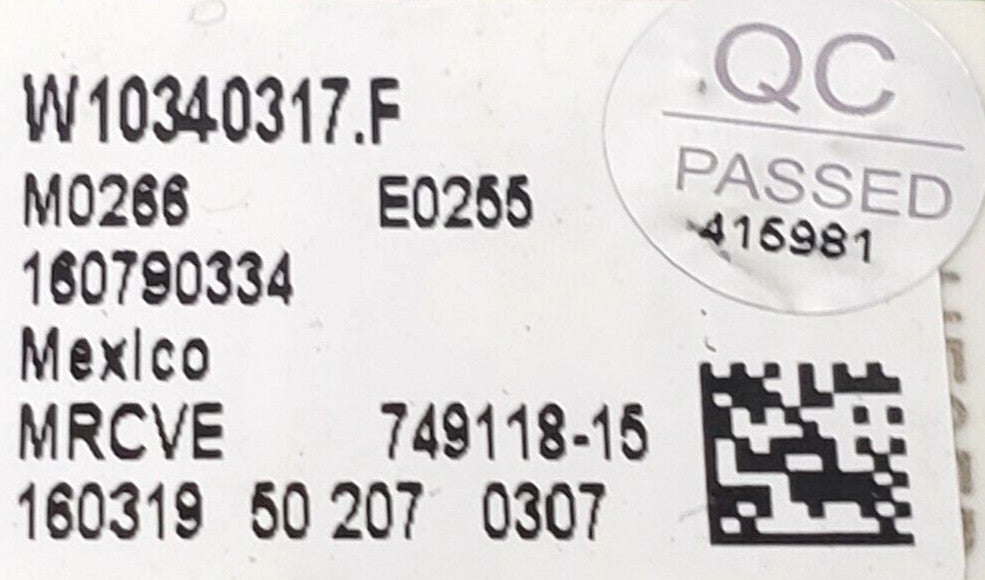 W10340317.F
M0266 E0255
160790334
Mexico
MRCVE 749118-15
160319 50 207 0307
QC
PASSED
415981